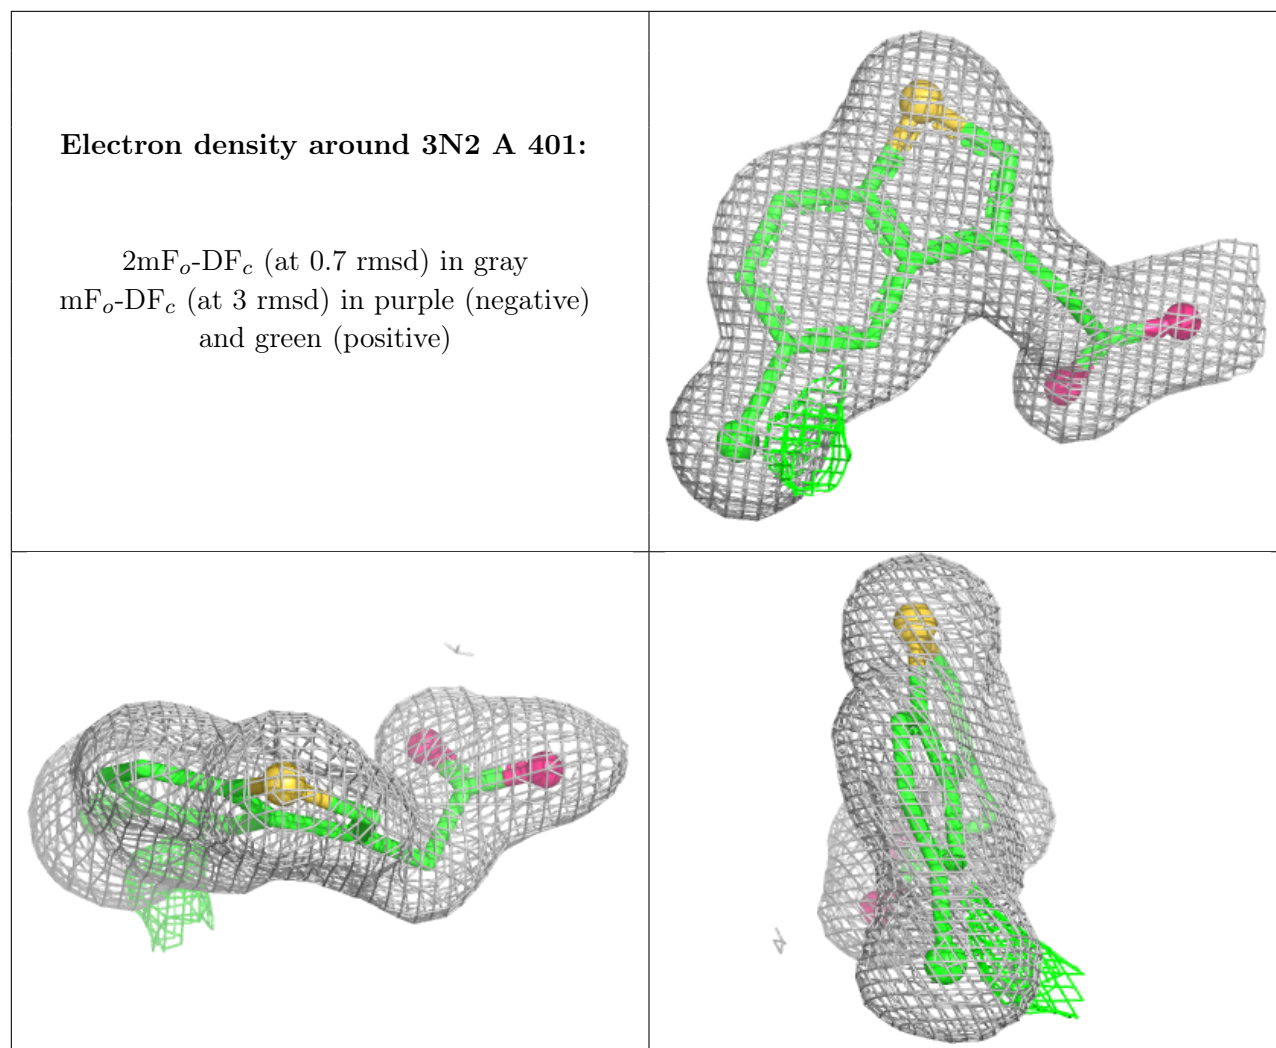 Electron density around 3N2 A 401:
2mFo-DFc (at 0.7 rmsd) in gray
mFo-DFc (at 3 rmsd) in purple (negative)
and green (positive)